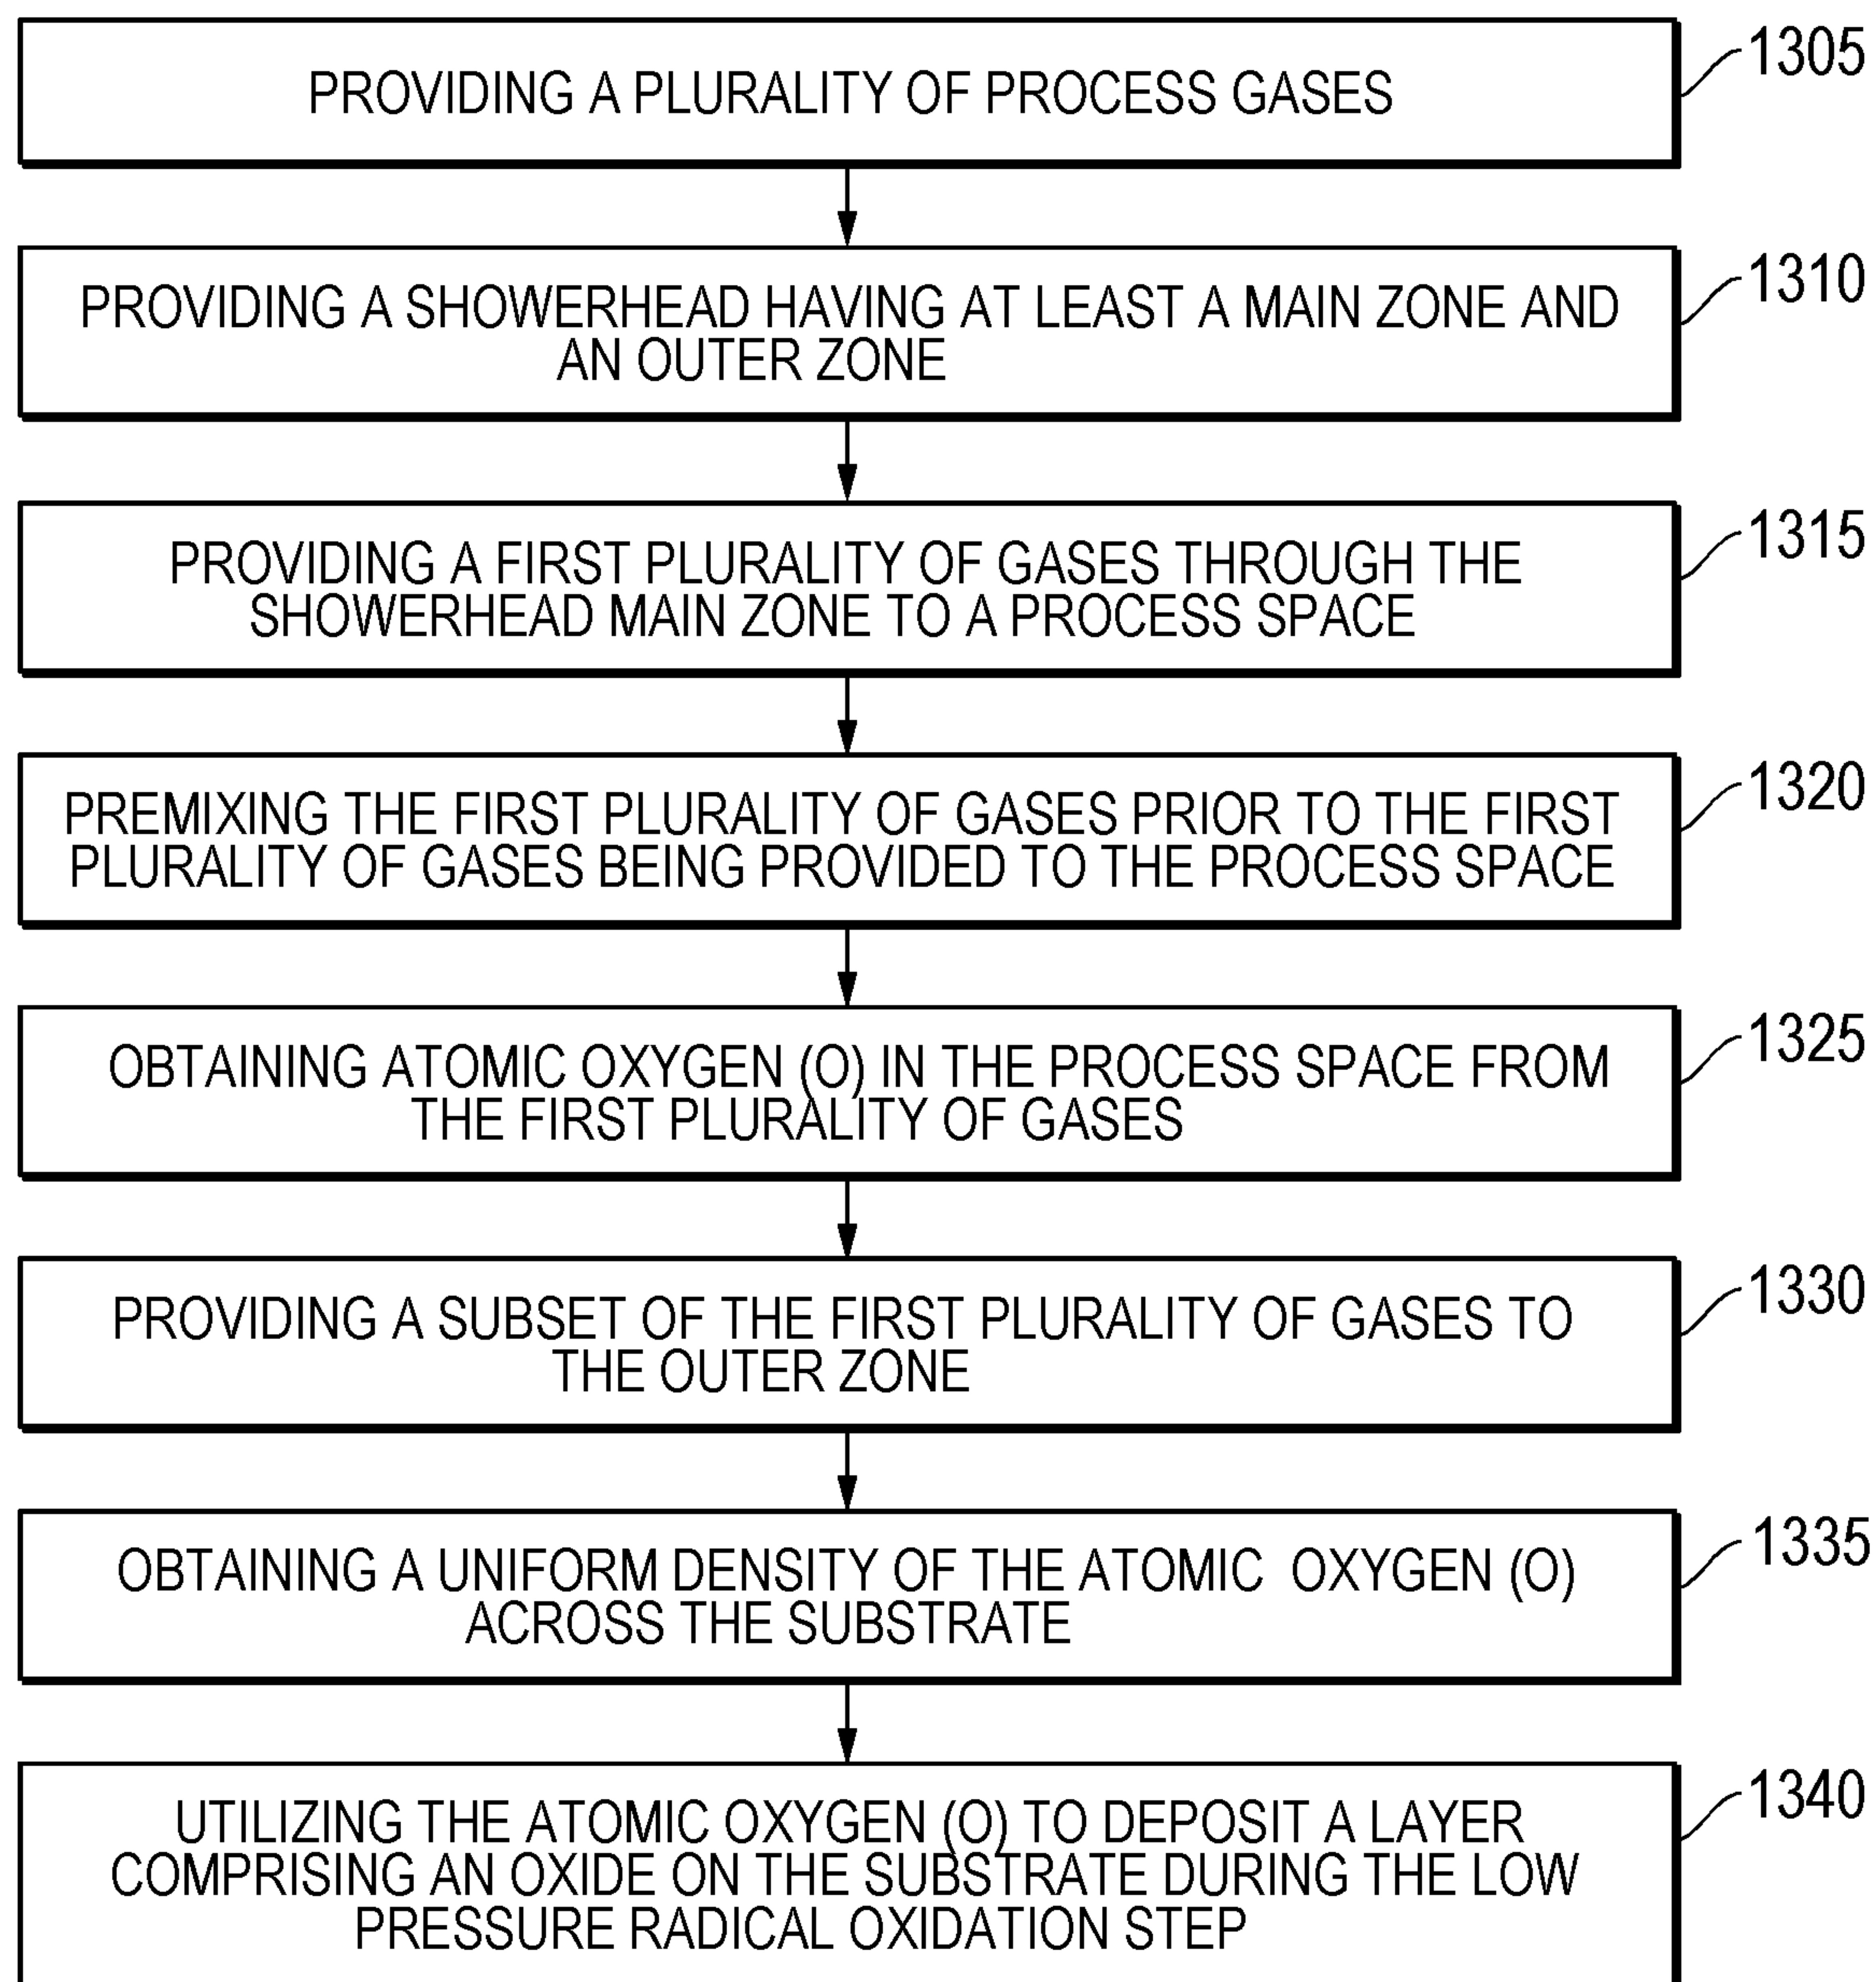 PROVIDING A PLURALITY OF PROCESS GASES
1305
PROVIDING A SHOWERHEAD HAVING AT LEAST A MAIN ZONE AND
AN OUTER ZONE
1310
PROVIDING A FIRST PLURALITY OF GASES THROUGH THE
SHOWERHEAD MAIN ZONE TO A PROCESS SPACE
1315
PREMIXING THE FIRST PLURALITY OF GASES PRIOR TO THE FIRST
PLURALITY OF GASES BEING PROVIDED TO THE PROCESS SPACE
1320
OBTAINING ATOMIC OXYGEN (O) IN THE PROCESS SPACE FROM
THE FIRST PLURALITY OF GASES
1325
PROVIDING A SUBSET OF THE FIRST PLURALITY OF GASES TO
THE OUTER ZONE
1330
OBTAINING A UNIFORM DENSITY OF THE ATOMIC OXYGEN (O)
ACROSS THE SUBSTRATE
1335
UTILIZING THE ATOMIC OXYGEN (O) TO DEPOSIT A LAYER
COMPRISING AN OXIDE ON THE SUBSTRATE DURING THE LOW
PRESSURE RADICAL OXIDATION STEP
1340